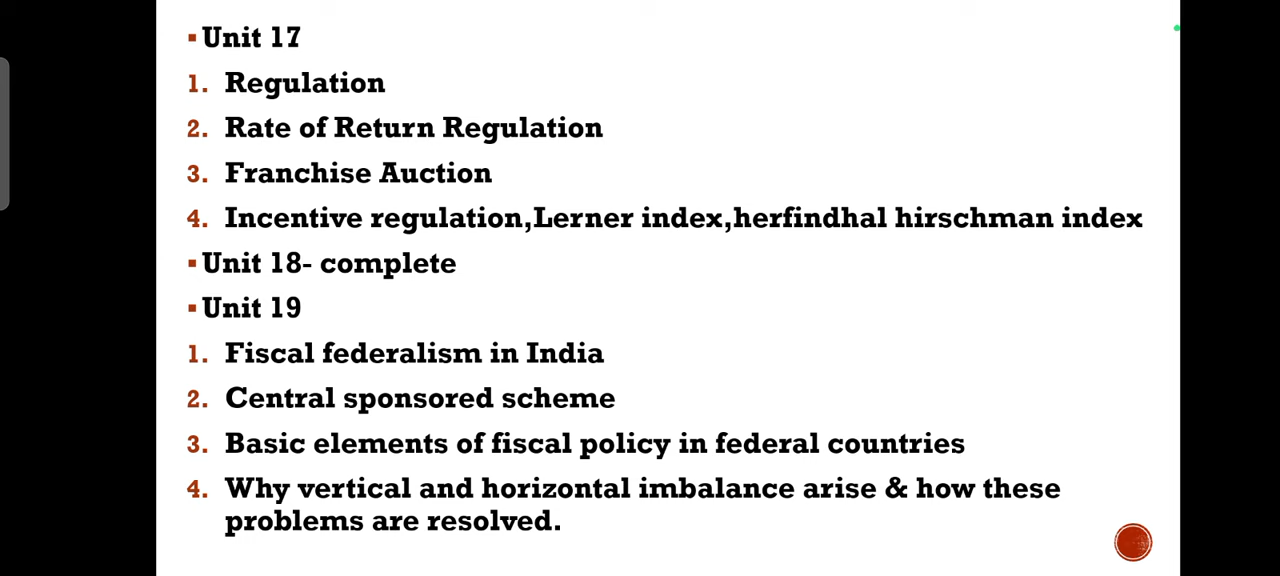 ▪ Unit 17
1. Regulation
2. Rate of Return Regulation
3. Franchise Auction
4. Incentive regulation,Lerner index,herfindhal hirschman index
▪ Unit 18- complete
▪ Unit 19
1. Fiscal federalism in India
2. Central sponsored scheme
3. Basic elements of fiscal policy in federal countries
4. Why vertical and horizontal imbalance arise & how these
problems are resolved.